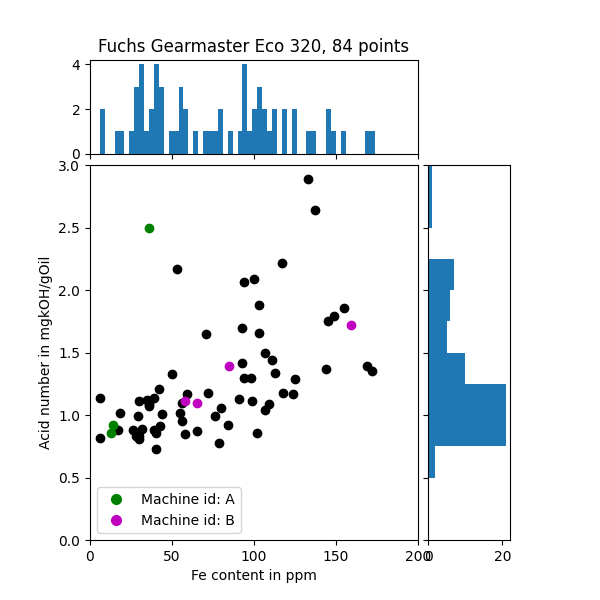 Fuchs Gearmaster Eco 320, 84 points
4
2
0
3.0
2.5
2.0
1.5
1.0
0.5
0.0
Acid number in mgkOH/gOil
Machine id: A
Machine id: B
0 50 100 150 200
0 20
Fe content in ppm